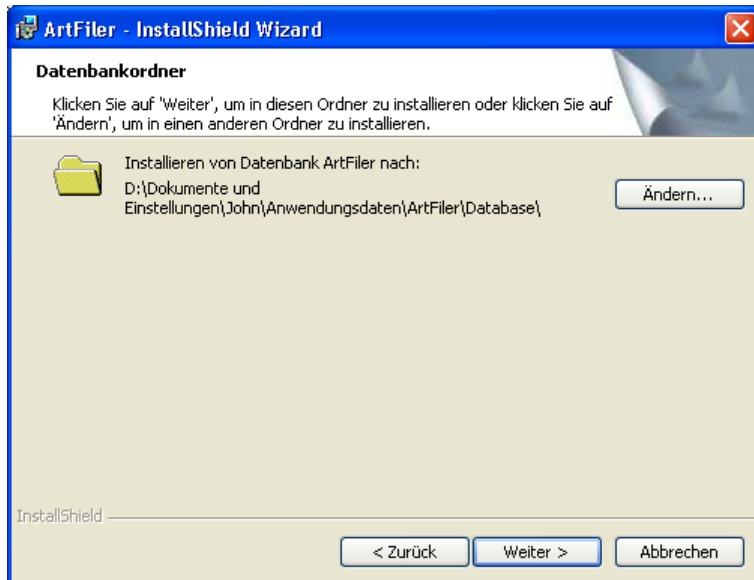 ArtFiler - InstallShield Wizard
Datenbankordner
Klicken Sie auf 'Weiter', um in diesen Ordner zu installieren oder klicken Sie auf
'Ändern', um in einen anderen Ordner zu installieren.
Installieren von Datenbank ArtFiler nach:
D:\Dokumente und
Einstellungen\John\Anwendungsdaten\ArtFiler\Database\
Ändern...
InstallShield
< Zurück
Weiter >
Abbrechen